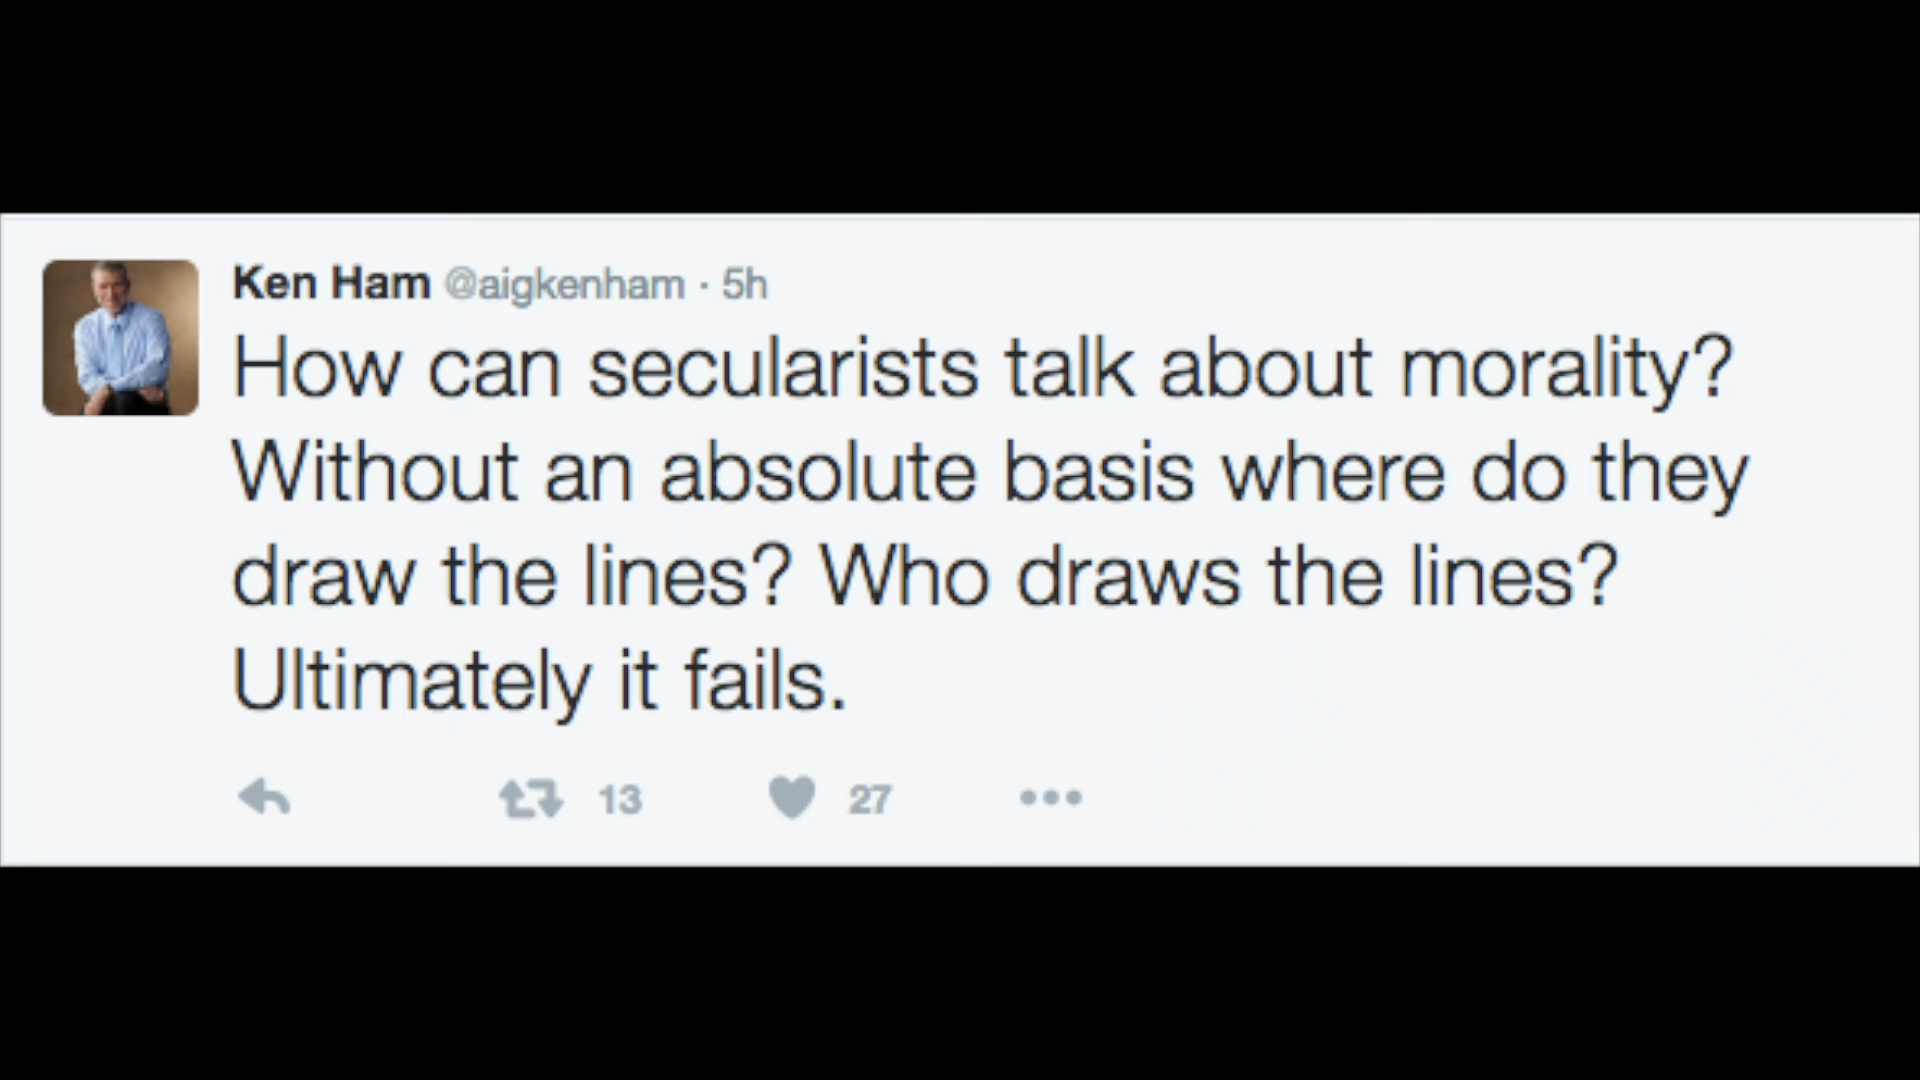 Ken Ham @aigkenham · 5h
How can secularists talk about morality?
Without an absolute basis where do they
draw the lines? Who draws the lines?
Ultimately it fails.
13 27